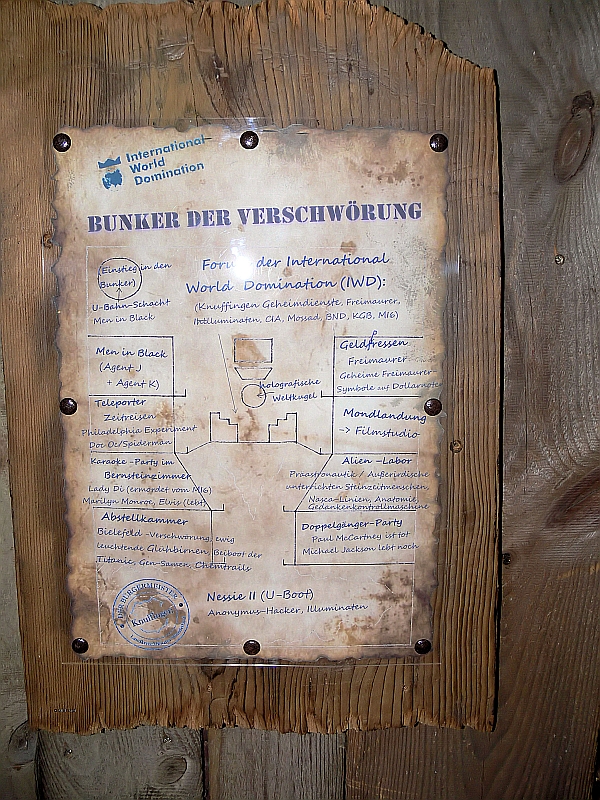 International
World
Domination
BUNKER DER VERSCHWÖRUNG
(Einstieg in den
Bunker)
U-Bahn-Schacht
Men in Black
Forum der International
World Domination (IWD):
(Knuffingen Geheimdienste, Freimaurer,
Illuminaten, CIA, Mossad, BND, KGB, MI6)
Men in Black
(Agent J
+ Agent K)
holografische
Weltkugel
Geldfressen
Freimaurer
Geheime Freimaurer-
Symbole auf Dollarnoten
Teleporter
Zeitreisen
Philadelphia Experiment
Doc Oc/Spiderman
Mondlandung
-> Filmstudio
Karaoke-Party im
Bernsteinzimmer
Lady Di (ermordet vom MI6)
Marilyn Monroe, Elvis (lebt)
Alien-Labor
Praastronautik / Außerirdische
unterrichten Steinzeitmenschen,
Nasca-Linien, Anatomie,
Gedankenkontrollmaschine
Abstellkammer
Bielefeld-Verschwörung, ewig
leuchtende Glühbirnen, Beiboot der
Titanic, Gen-Samen, Chemtrails
Doppelgänger-Party
Paul McCartney ist tot
Michael Jackson lebt noch
Nessie II (U-Boot)
Anonymus-Hacker, Illuminaten
DER BÜRGERMEISTER
Knuffingen